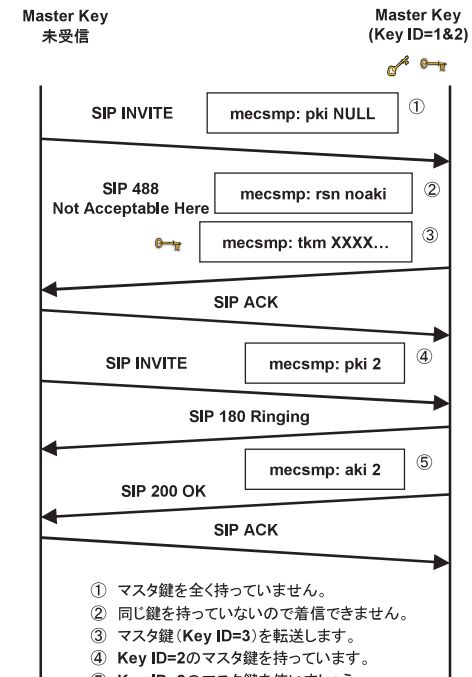 Master Key
未受信
Master Key
(Key ID=1&2)
SIP INVITE
mecsmp: pki NULL
①
SIP 488
Not Acceptable Here
mecsmp: rsn noaki
②
mecsmp: tkm XXXX...
③
SIP ACK
SIP INVITE
mecsmp: pki 2
④
SIP 180 Ringing
mecsmp: aki 2
⑤
SIP 200 OK
SIP ACK
① マスタ鍵を全く持っていません。
② 同じ鍵を持っていないので着信できません。
③ マスタ鍵(Key ID=3)を転送します。
④ Key ID=2のマスタ鍵を持っています。